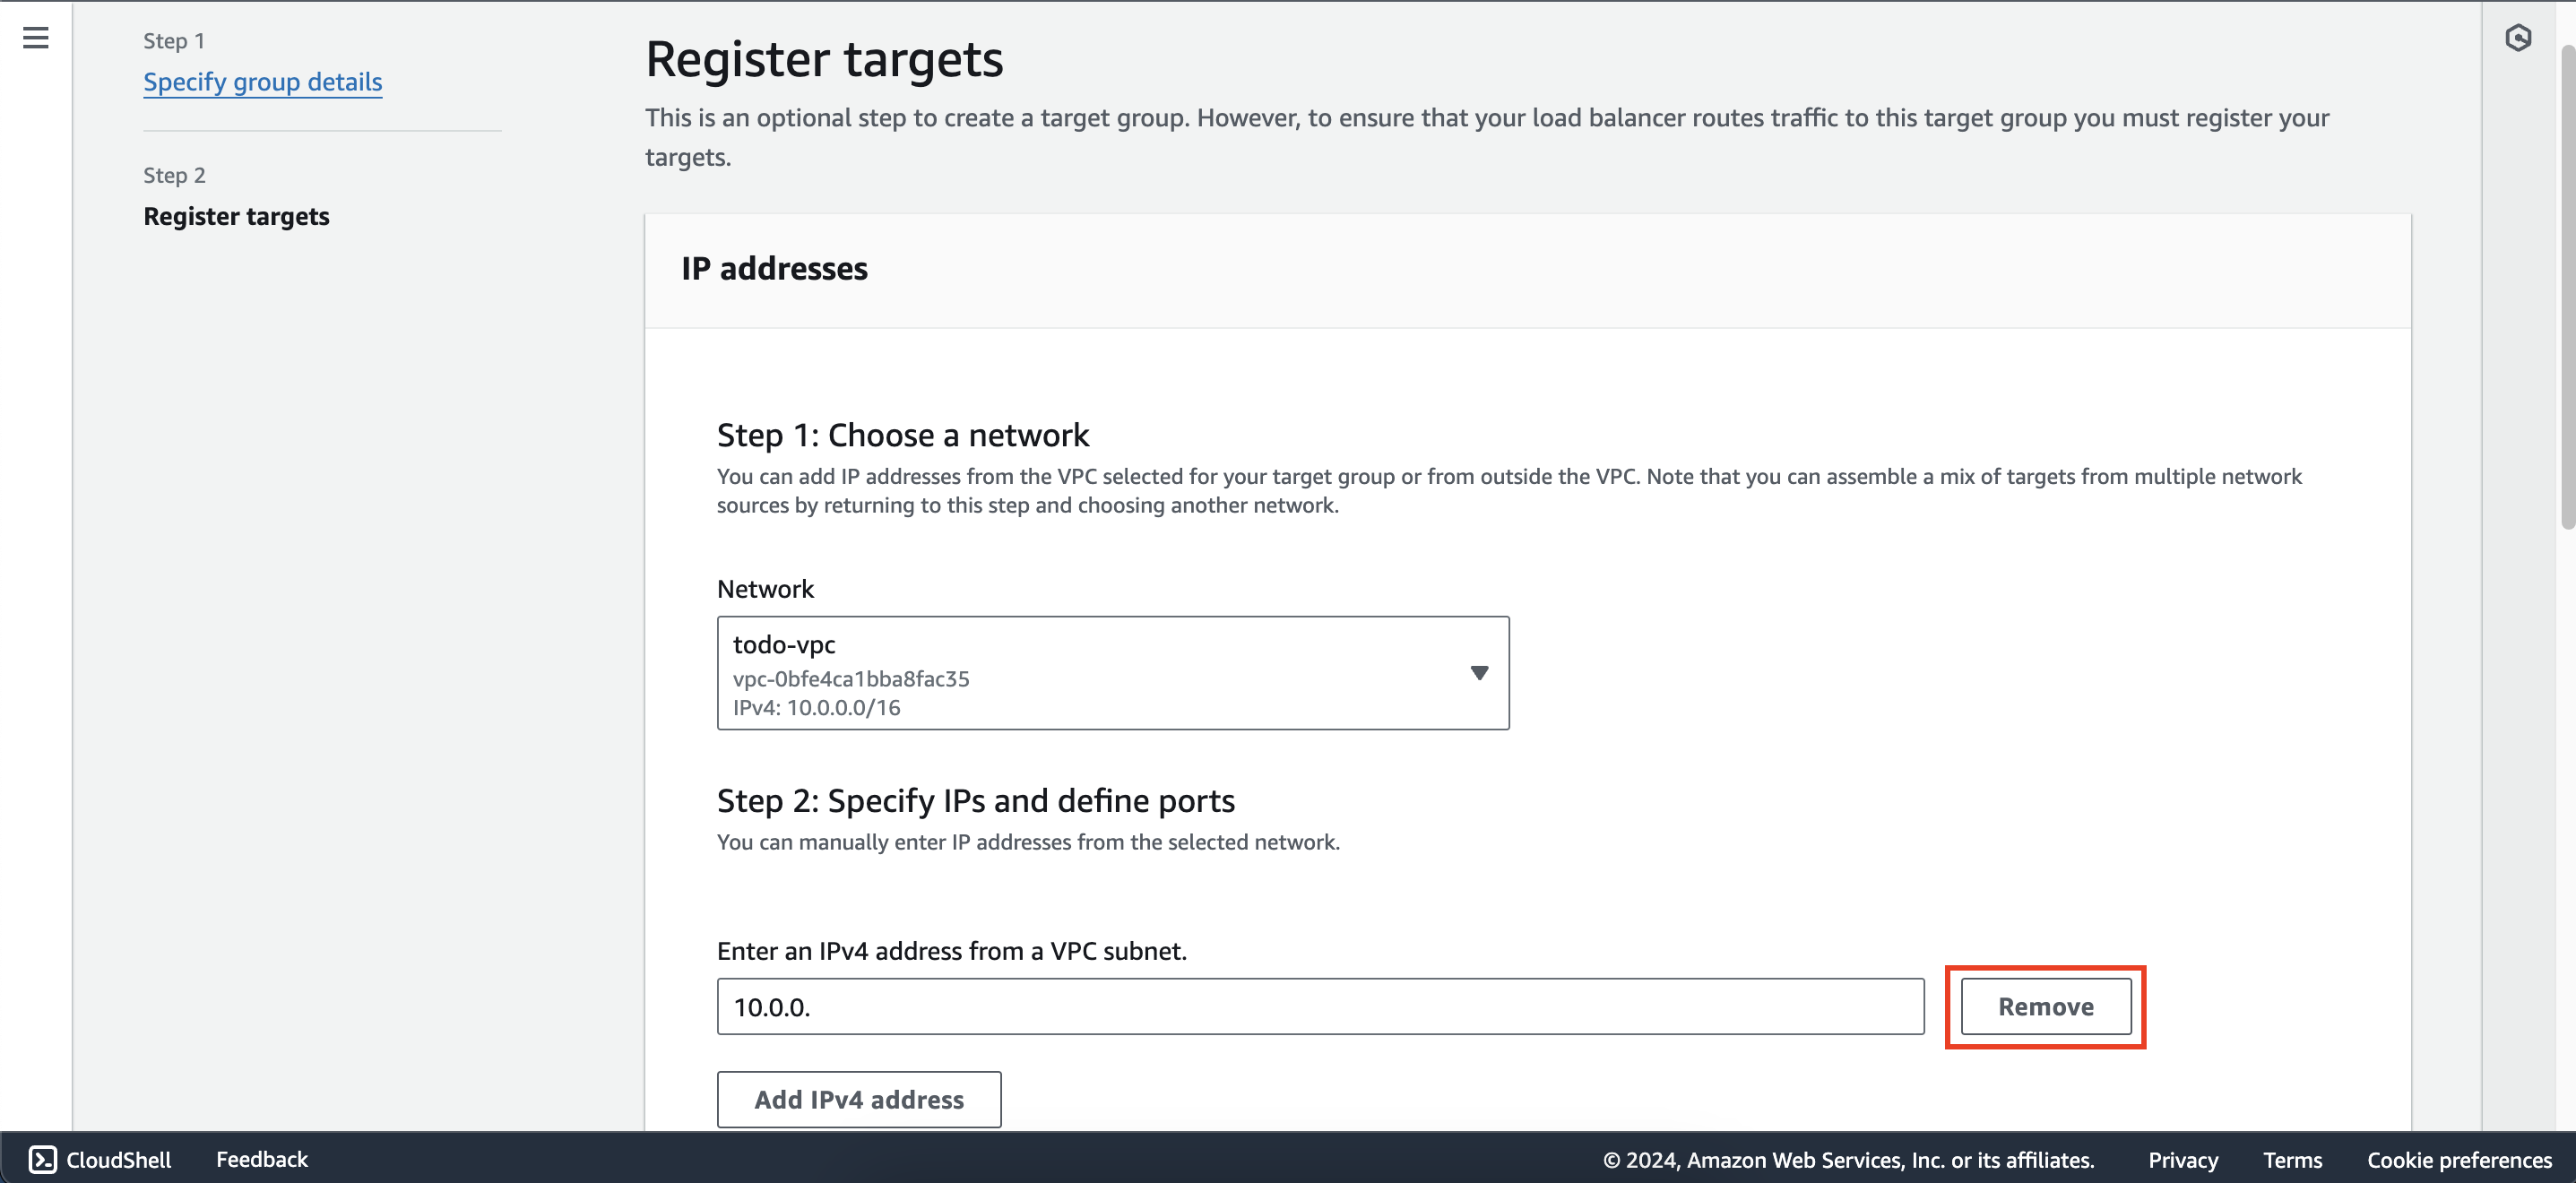 Step 1
Specify group details
Step 2
Register targets
Register targets
This is an optional step to create a target group. However, to ensure that your load balancer routes traffic to this target group you must register your
targets.
IP addresses
Step 1: Choose a network
You can add IP addresses from the VPC selected for your target group or from outside the VPC. Note that you can assemble a mix of targets from multiple network
sources by returning to this step and choosing another network.
Network
todo-vpc
vpc-0bfe4ca1bba8fac35
IPv4: 10.0.0.0/16
Step 2: Specify IPs and define ports
You can manually enter IP addresses from the selected network.
Enter an IPv4 address from a VPC subnet.
10.0.0.
Remove
Add IPv4 address
CloudShell
Feedback
© 2024, Amazon Web Services, Inc. or its affiliates.
Privacy
Terms
Cookie preferences